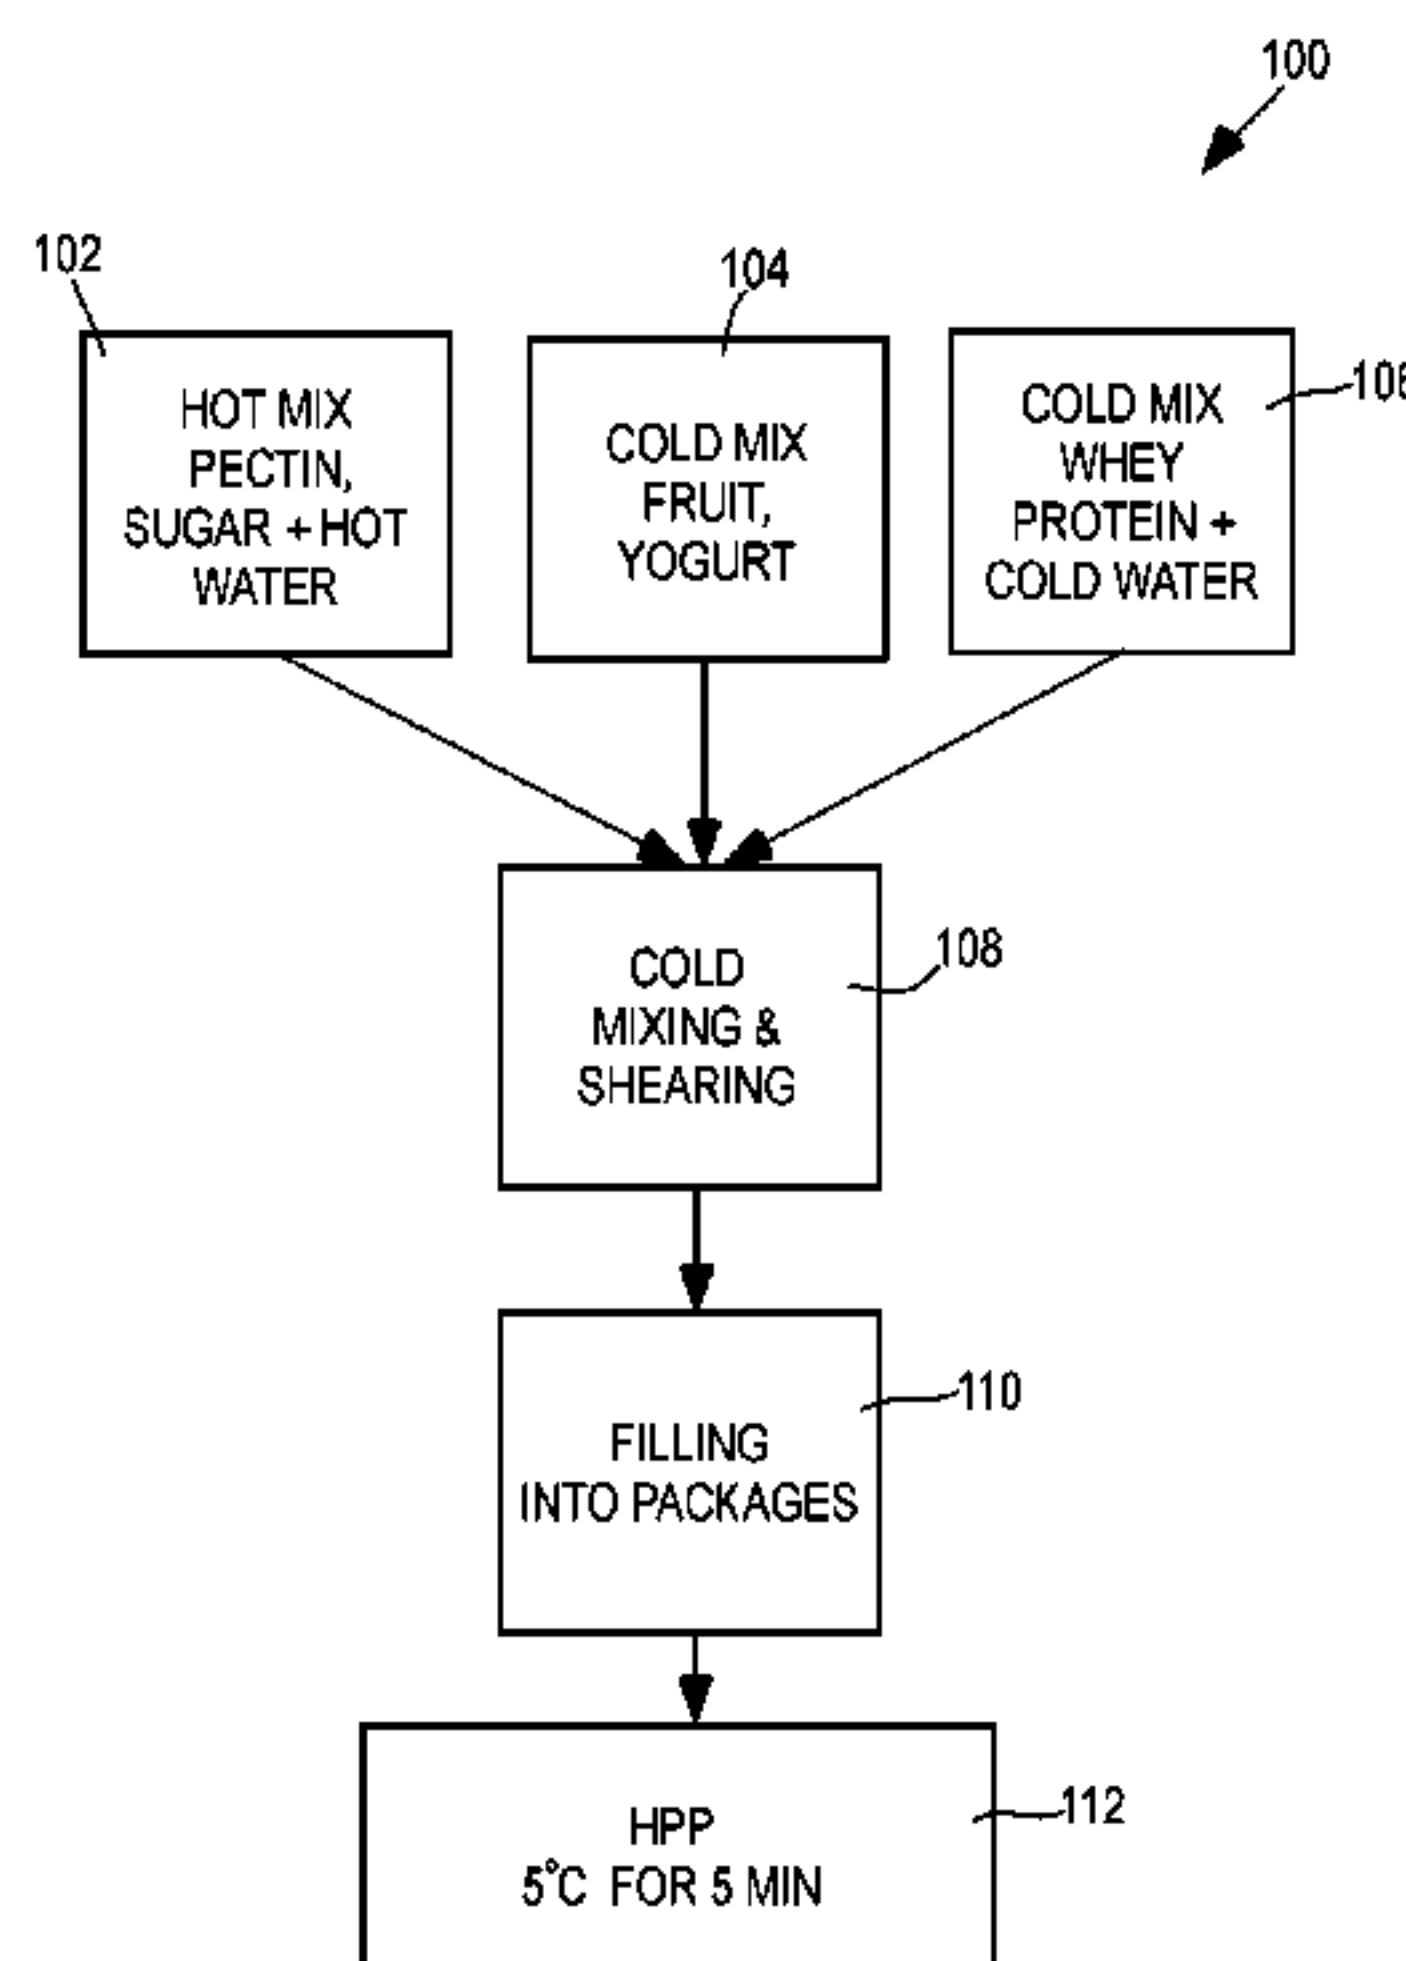 100
102
HOT MIX
PECTIN,
SUGAR + HOT
WATER
104
COLD MIX
FRUIT,
YOGURT
106
COLD MIX
WHEY
PROTEIN +
COLD WATER
108
COLD
MIXING &
SHEARING
110
FILLING
INTO PACKAGES
112
HPP
5°C FOR 5 MIN